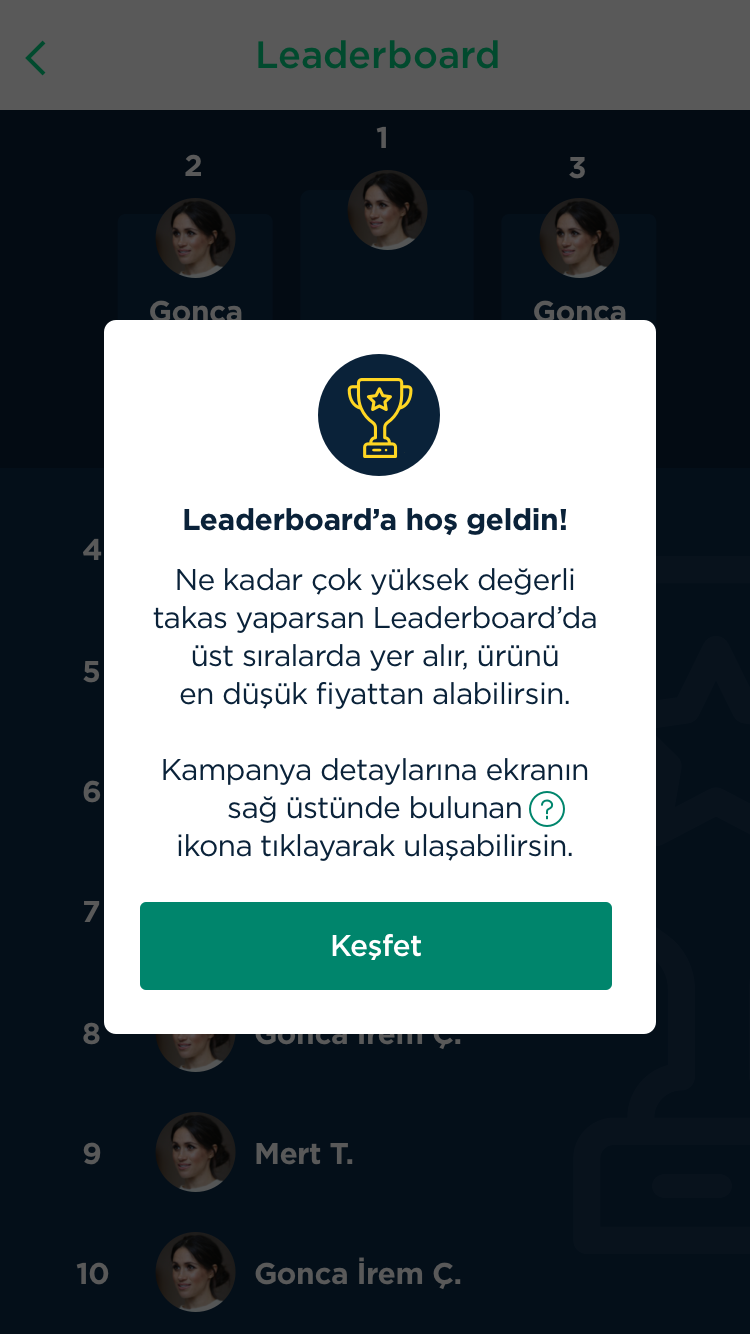 Leaderboard
1
2
3
Gonca
Gonca
Leaderboard’a hoş geldin!
Ne kadar çok yüksek değerli
takas yaparsan Leaderboard’da
üst sıralarda yer alır, ürünü
en düşük fiyattan alabilirsin.
Kampanya detaylarına ekranın
sağ üstünde bulunan ?
ikona tıklayarak ulaşabilirsin.
Keşfet
4
5
6
7
8 Gonca İrem Ç.
9 Mert T.
10 Gonca İrem Ç.